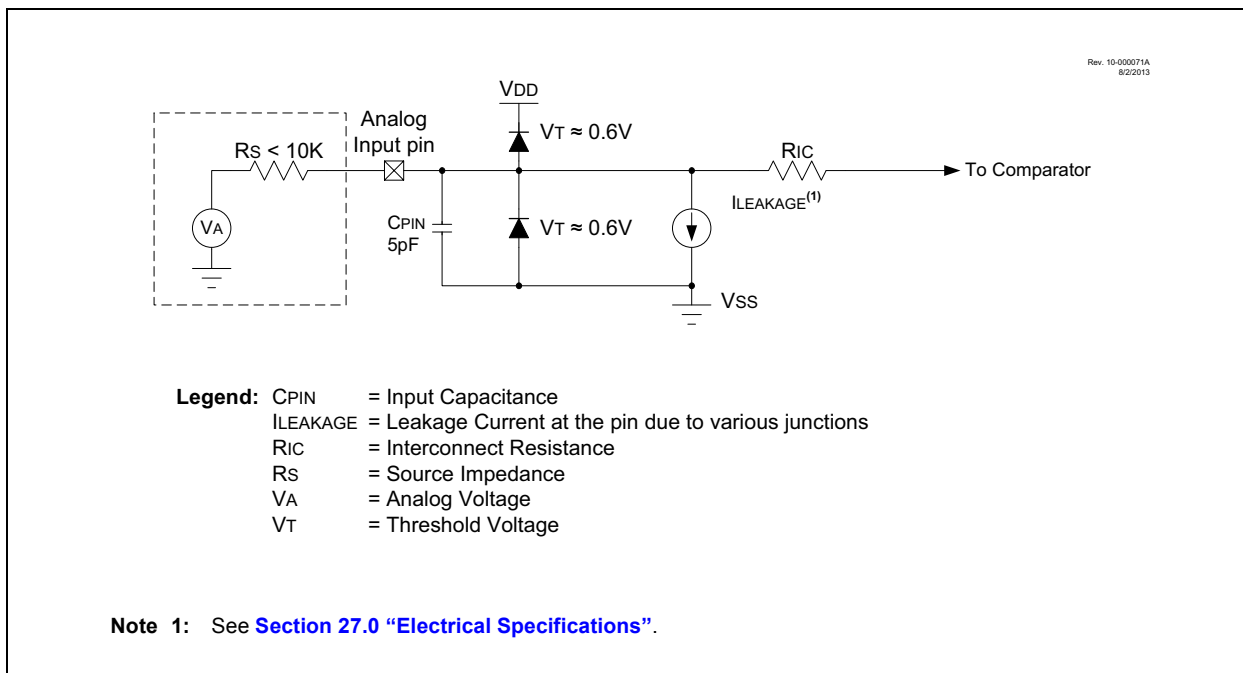 Rev. 10-000071A
8/2/2013
VDD
Analog
Input pin
VT ≈ 0.6V
RS < 10K
RIC
To Comparator
ILEAKAGE(1)
CPIN
5pF
VT ≈ 0.6V
VA
VSS
Legend: CPIN = Input Capacitance
ILEAKAGE = Leakage Current at the pin due to various junctions
RIC = Interconnect Resistance
RS = Source Impedance
VA = Analog Voltage
VT = Threshold Voltage
Note 1: See Section 27.0 “Electrical Specifications”.